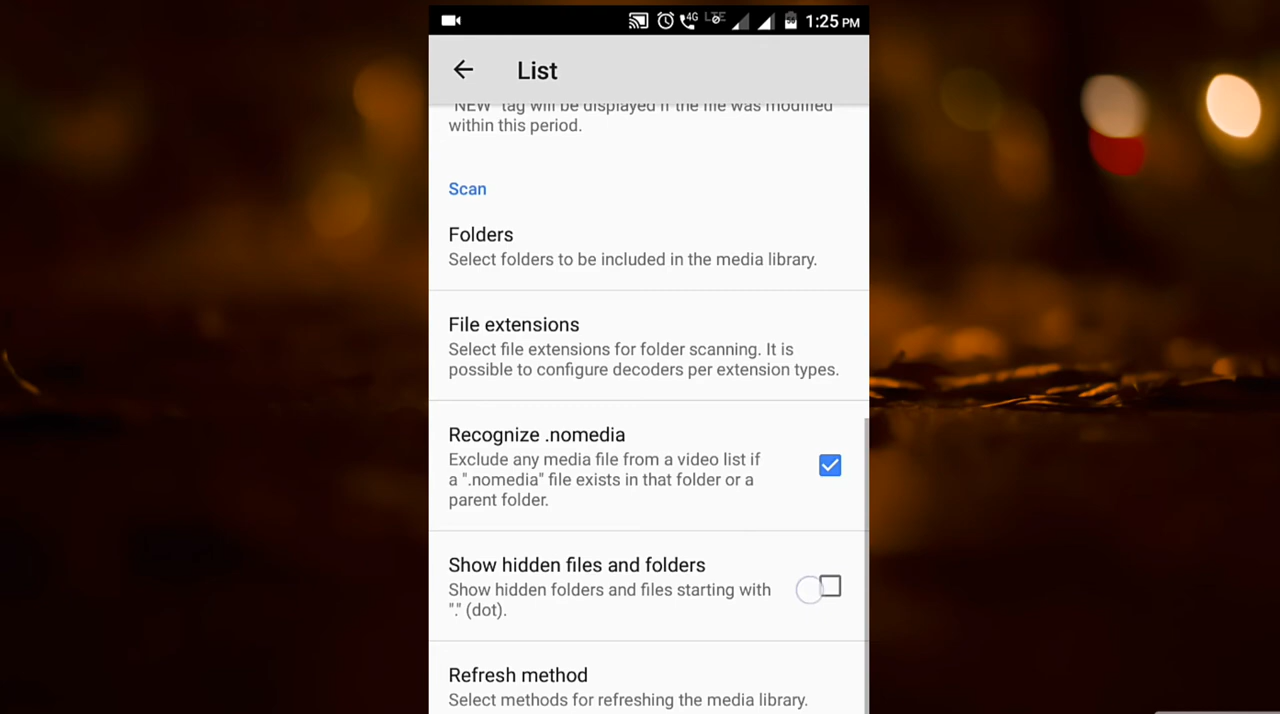 4G LTE 1:25 PM
List
"NEW" tag will be displayed if the file was modified
within this period.
Scan
Folders
Select folders to be included in the media library.
File extensions
Select file extensions for folder scanning. It is
possible to configure decoders per extension types.
Recognize .nomedia
Exclude any media file from a video list if
a ".nomedia" file exists in that folder or a
parent folder.
Show hidden files and folders
Show hidden folders and files starting with
"." (dot).
Refresh method
Select methods for refreshing the media library.